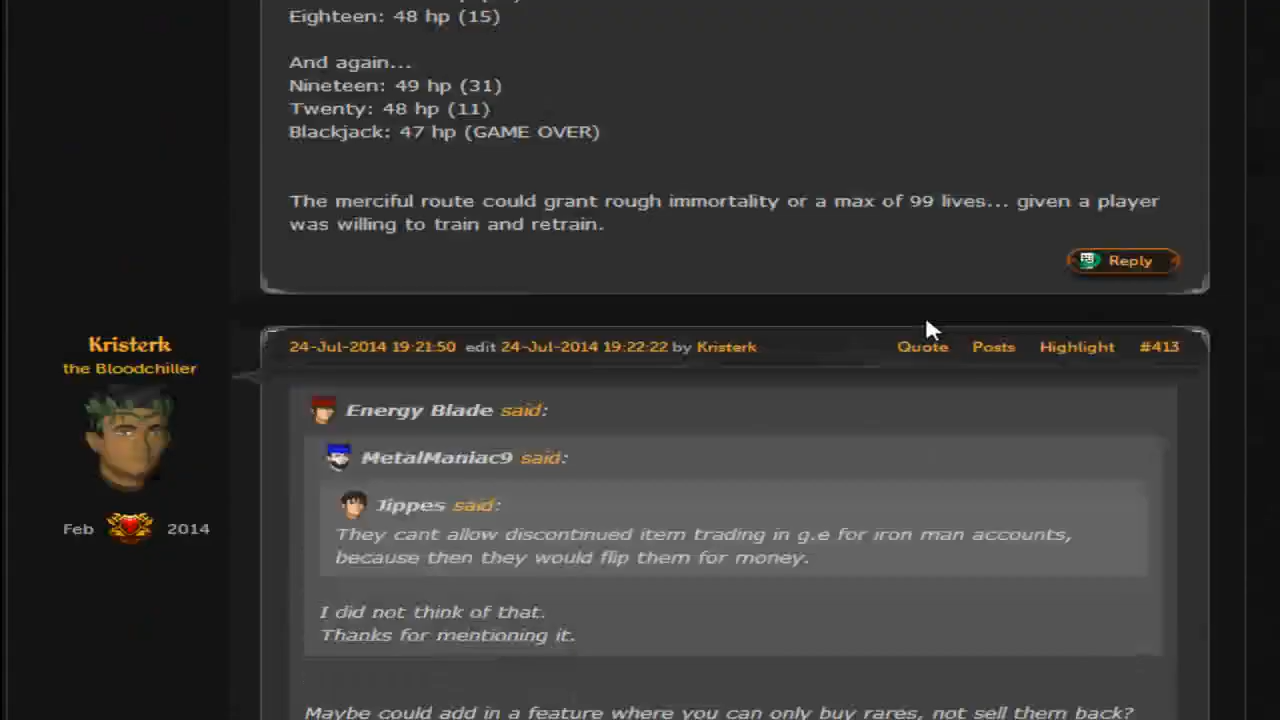 Eighteen: 48 hp (15)
And again...
Nineteen: 49 hp (31)
Twenty: 48 hp (11)
Blackjack: 47 hp (GAME OVER)
The merciful route could grant rough immortality or a max of 99 lives... given a player
was willing to train and retrain.
Reply
Kristerk
the Bloodchiller
Feb 2014
24-Jul-2014 19:21:50 edit 24-Jul-2014 19:22:22 by Kristerk
Quote Posts Highlight #413
Energy Blade said:
MetalManiac9 said:
Jippes said:
They cant allow discontinued item trading in g.e for iron man accounts,
because then they would flip them for money.
I did not think of that.
Thanks for mentioning it.
Maybe could add in a feature where you can only buy rares, not sell them back?